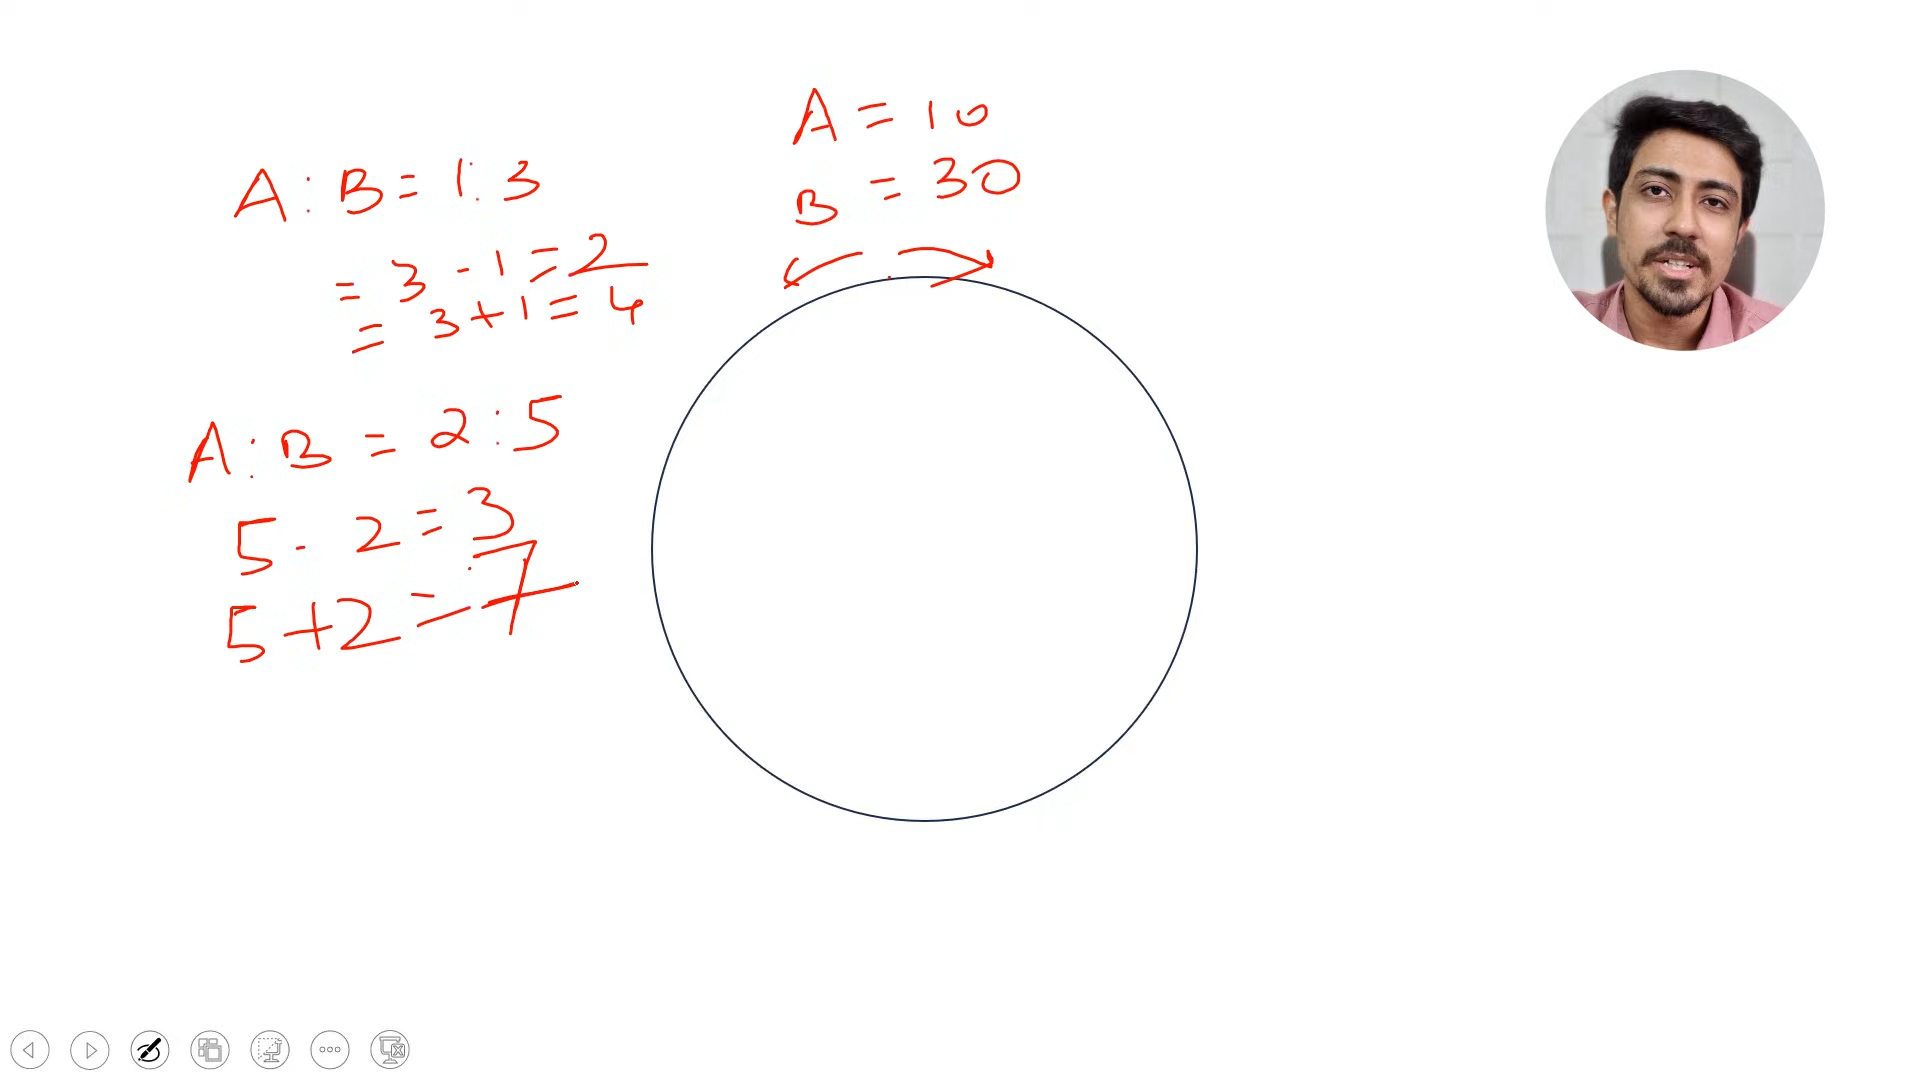 A : B = 1 : 3
= 3 - 1 = 2
= 3 + 1 = 4
A : B = 2 : 5
5 - 2 = 3
5 + 2 = 7
A = 10
B = 30